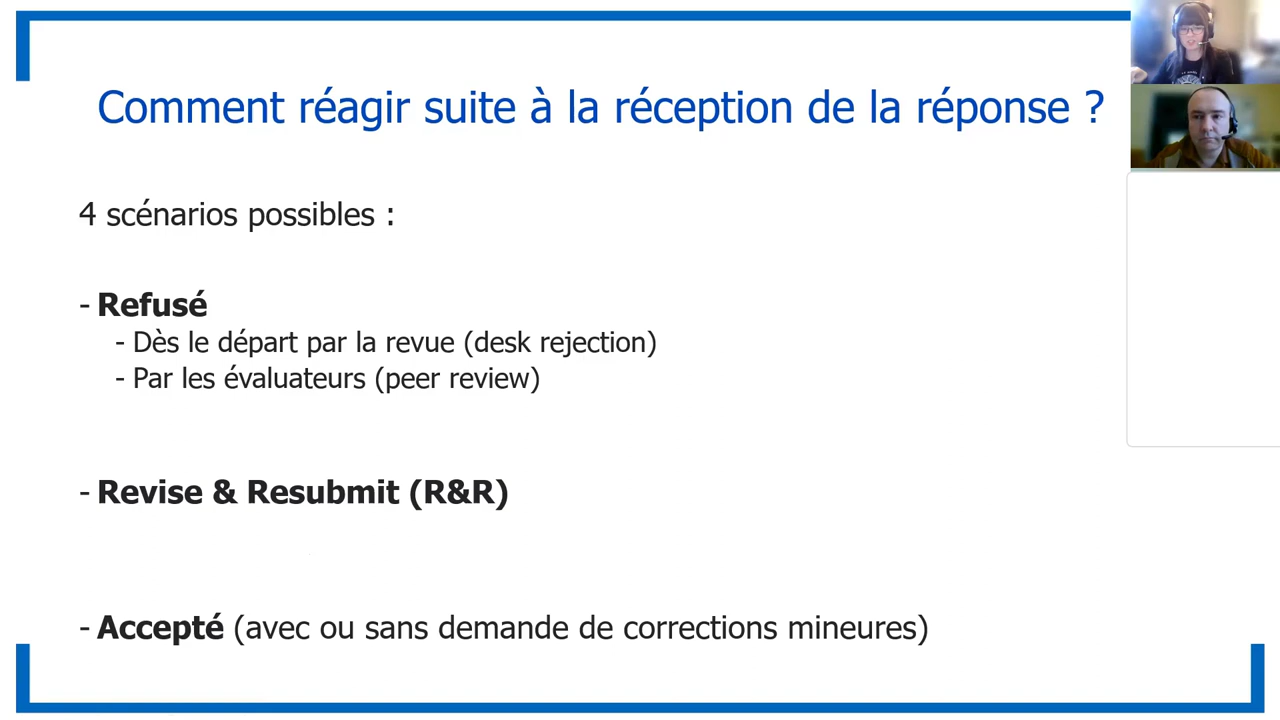 Comment réagir suite à la réception de la réponse ?
4 scénarios possibles :
- Refusé
- Dès le départ par la revue (desk rejection)
- Par les évaluateurs (peer review)
- Revise & Resubmit (R&R)
- Accepté (avec ou sans demande de corrections mineures)